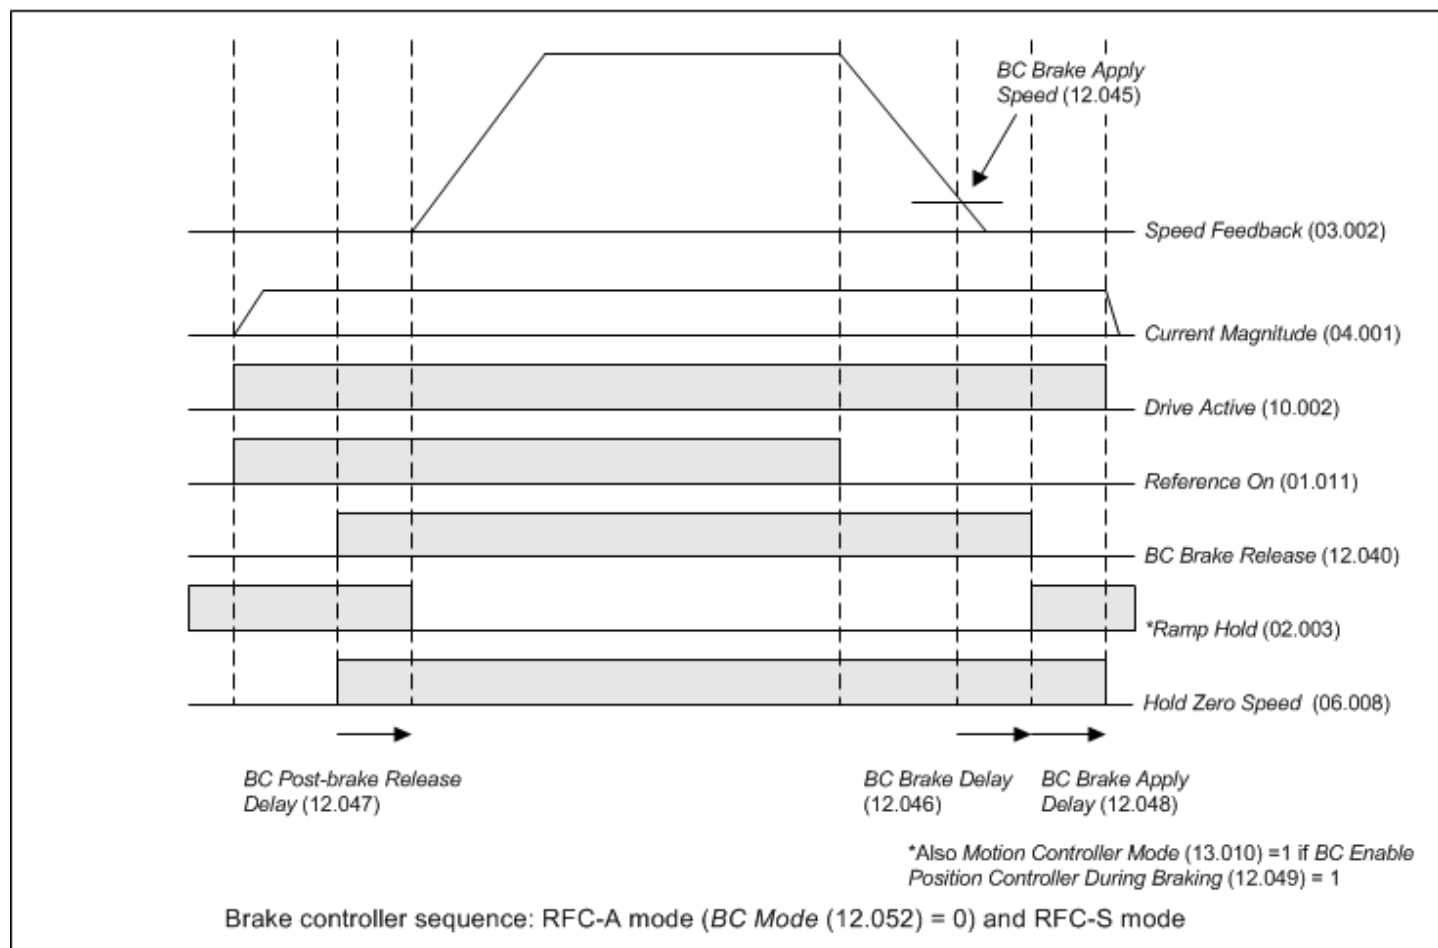 BC Brake Apply
Speed (12.045)
Speed Feedback (03.002)
Current Magnitude (04.001)
Drive Active (10.002)
Reference On (01.011)
BC Brake Release (12.040)
*Ramp Hold (02.003)
Hold Zero Speed (06.008)
BC Post-brake Release
Delay (12.047)
BC Brake Delay
(12.046)
BC Brake Apply
Delay (12.048)
*Also Motion Controller Mode (13.010) =1 if BC Enable
Position Controller During Braking (12.049) = 1
Brake controller sequence: RFC-A mode (BC Mode (12.052) = 0) and RFC-S mode